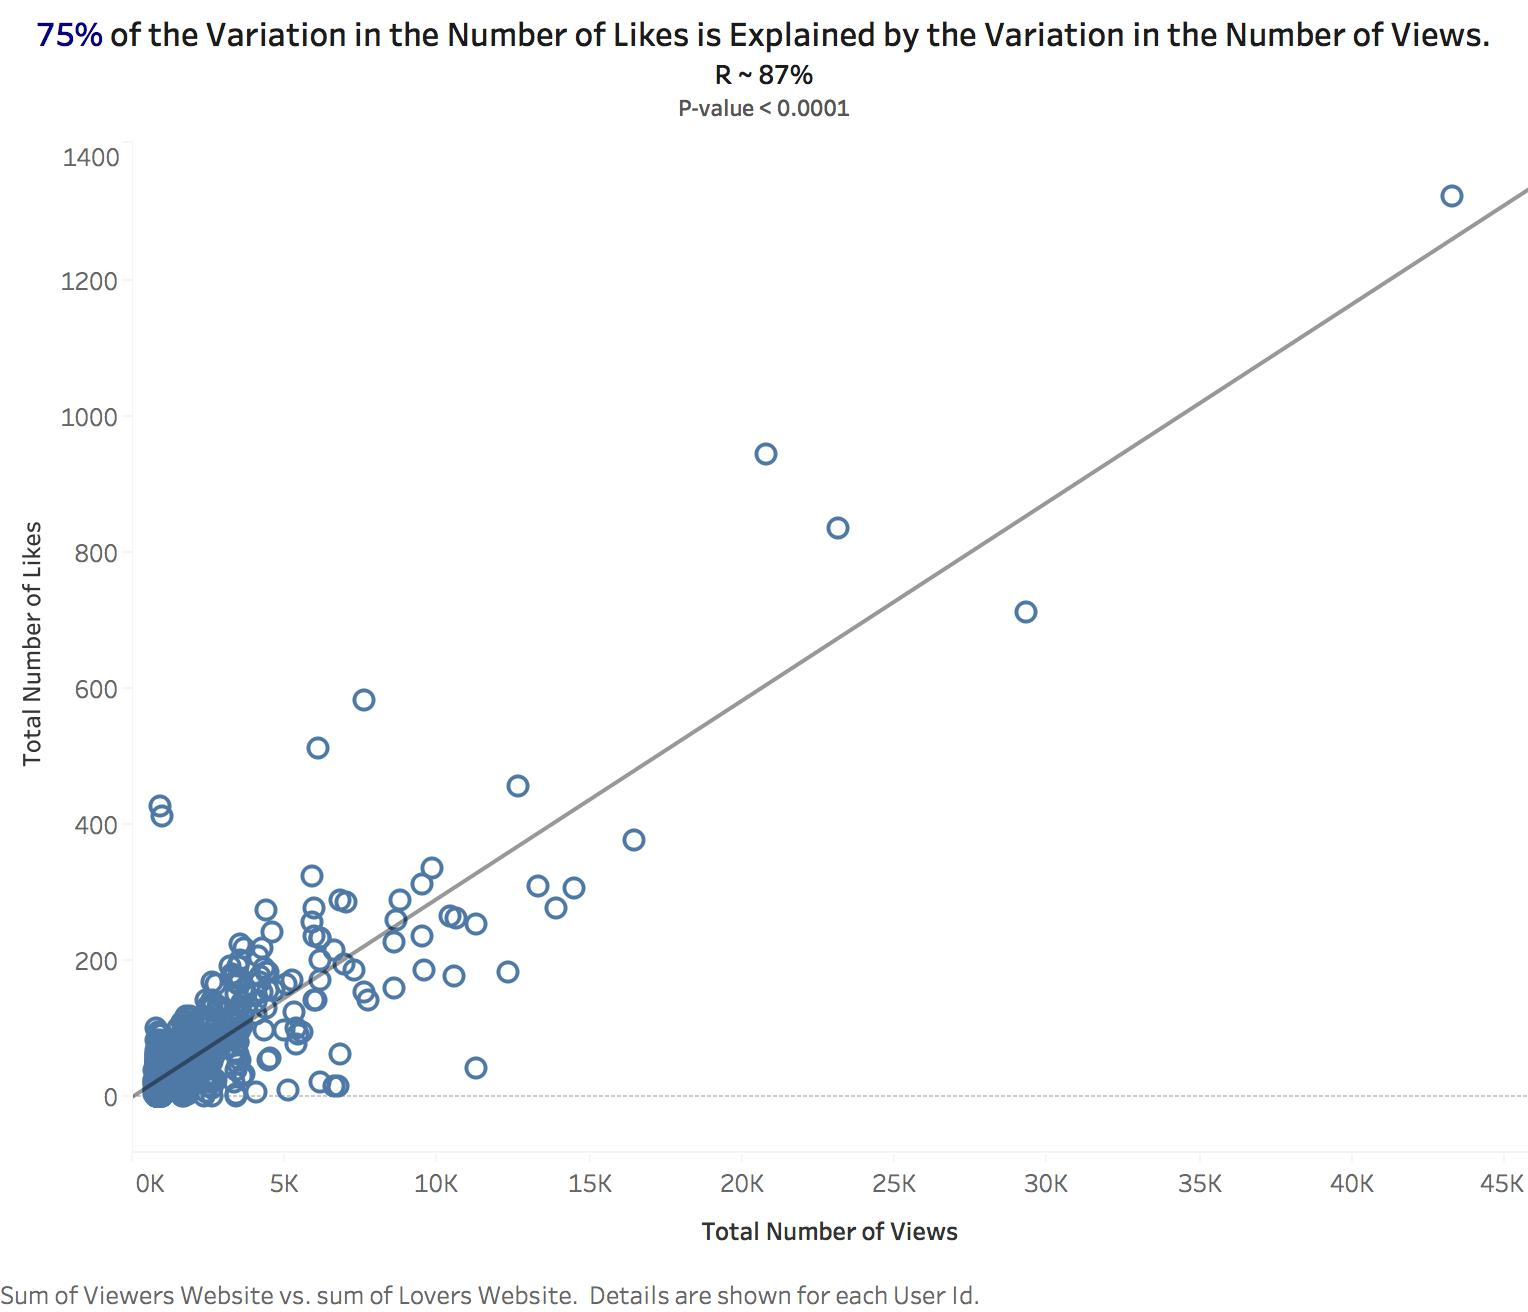 75% of the Variation in the Number of Likes is Explained by the Variation in the Number of Views.
R ~ 87%
P-value < 0.0001
1400
1200
1000
800
600
400
200
0
Total Number of Likes
0K 5K 10K 15K 20K 25K 30K 35K 40K 45K
Total Number of Views
Sum of Viewers Website vs. sum of Lovers Website. Details are shown for each User Id.